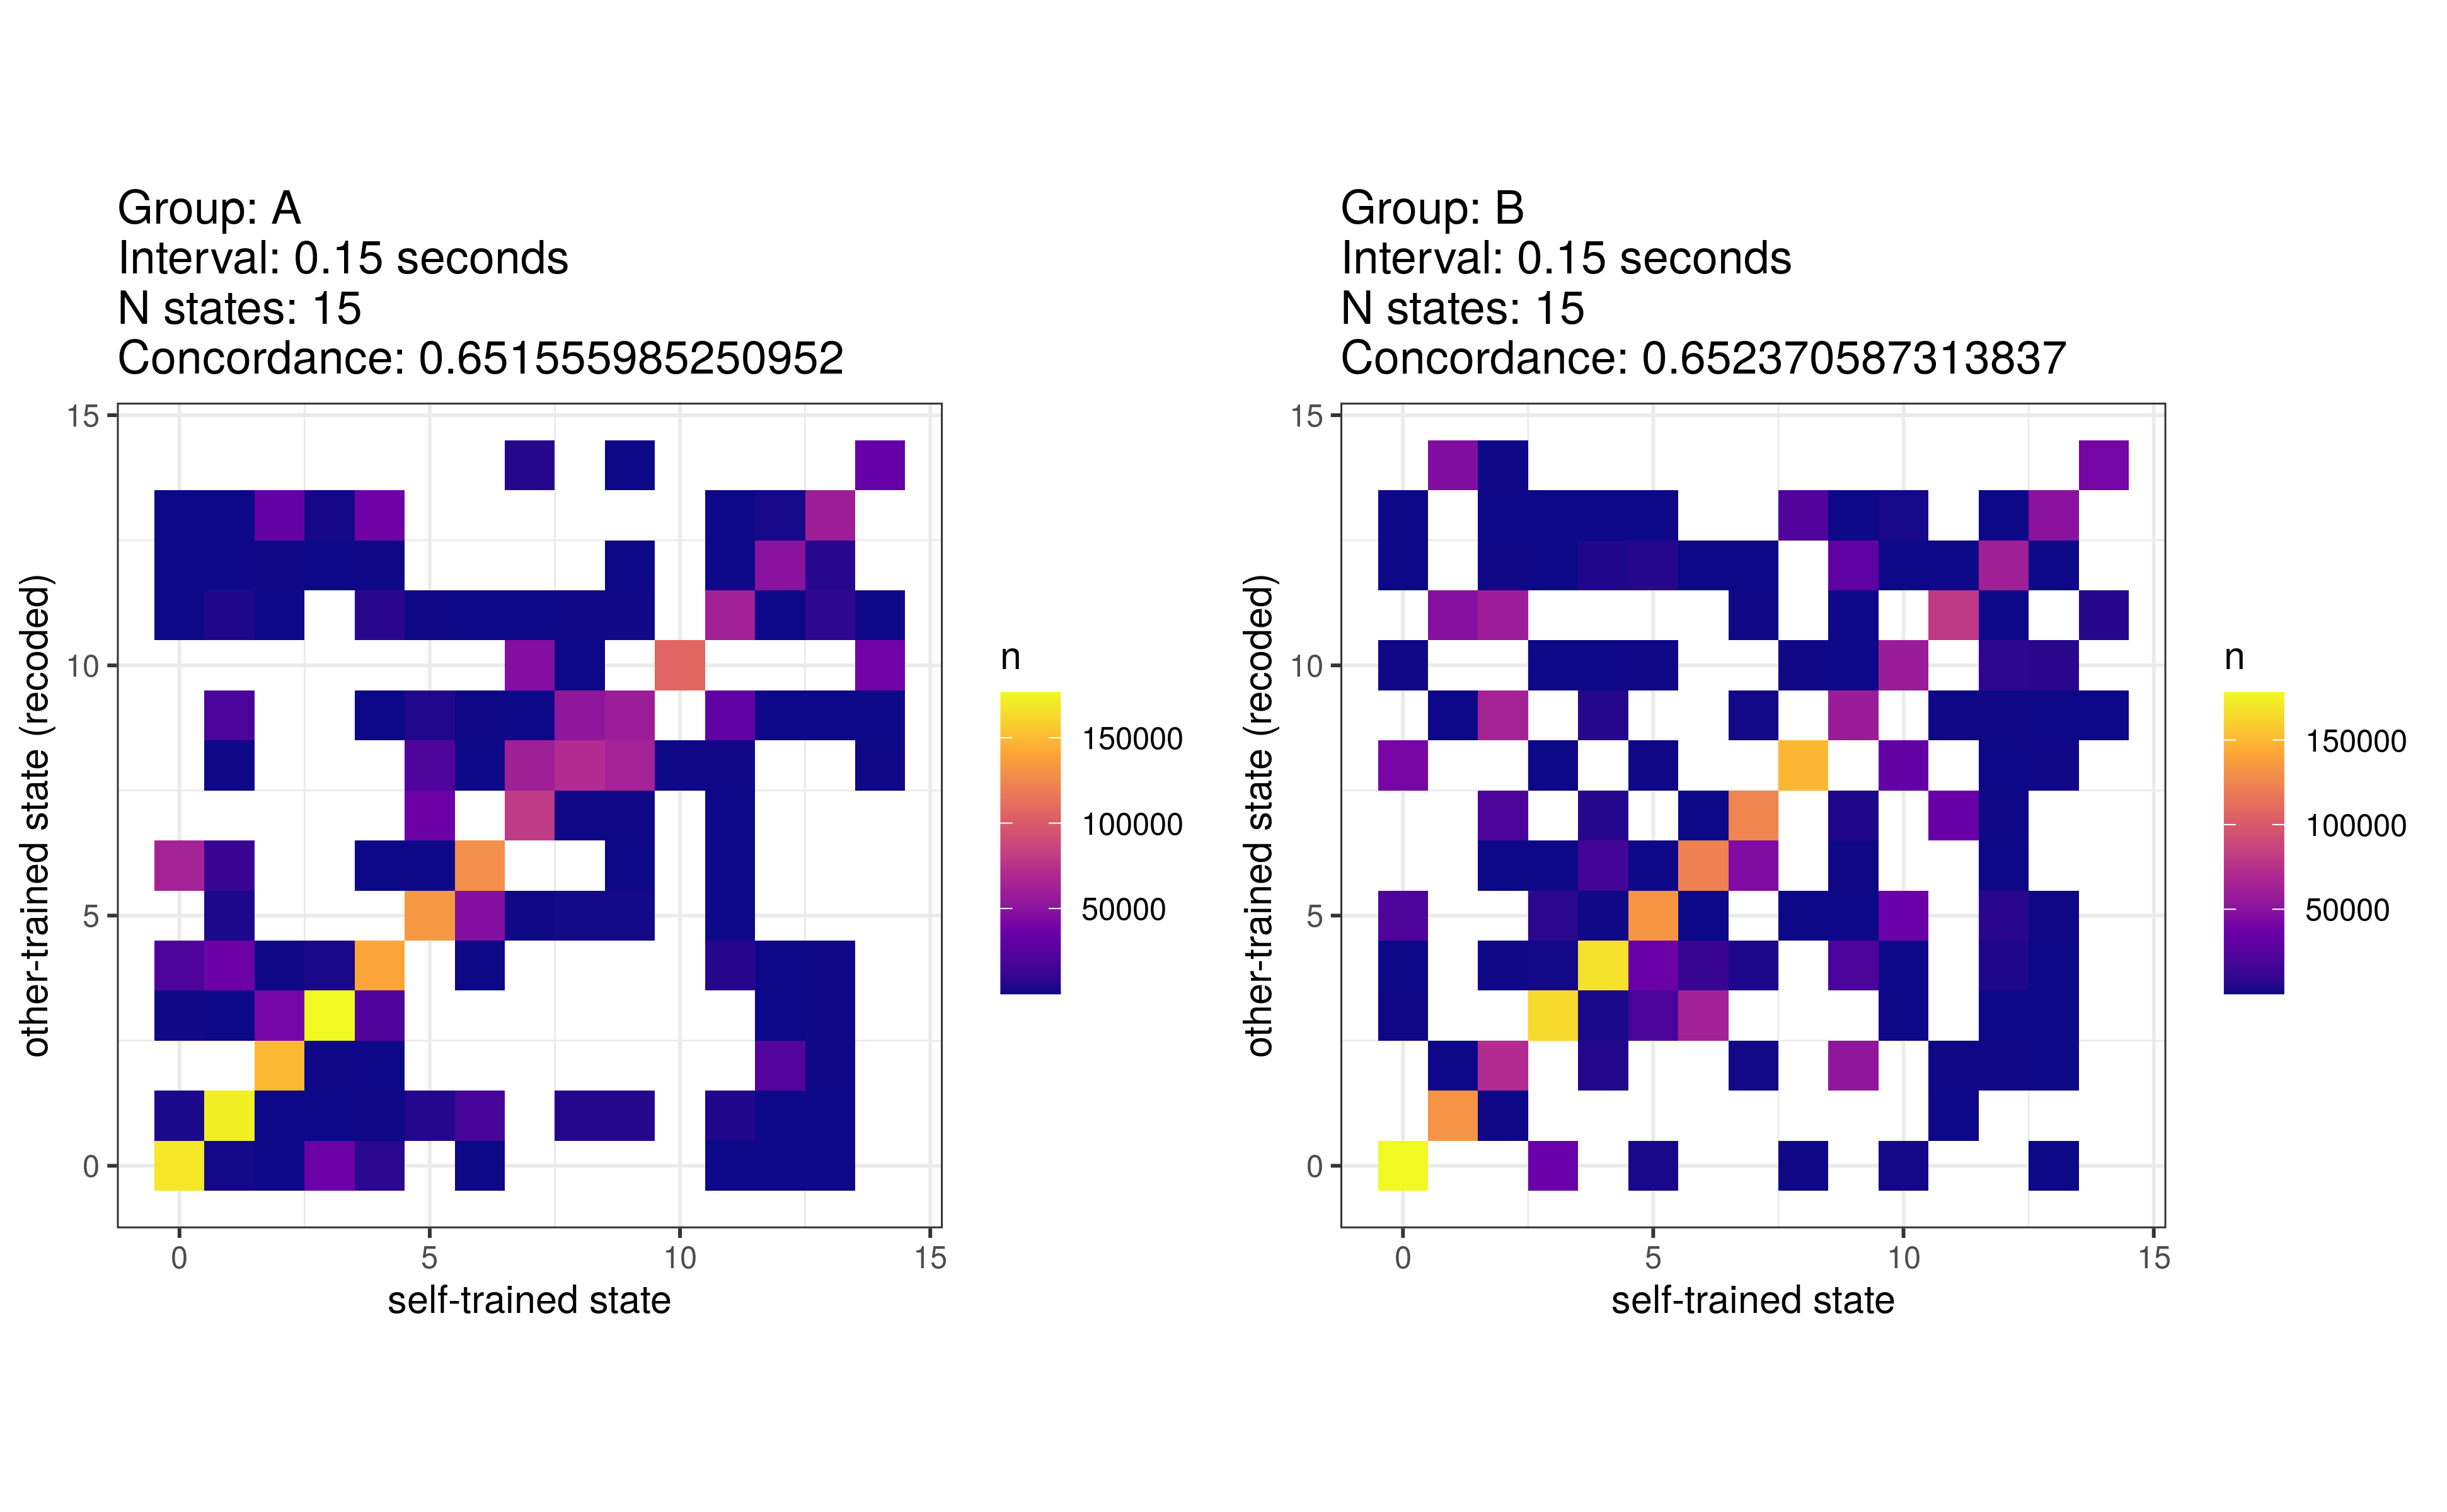 Group: A
Interval: 0.15 seconds
N states: 15
Concordance: 0.651555985250952
15
10
5
0
other-trained state (recoded)
0 5 10 15
self-trained state
n
150000
100000
50000
Group: B
Interval: 0.15 seconds
N states: 15
Concordance: 0.652370587313837
15
10
5
0
other-trained state (recoded)
0 5 10 15
self-trained state
n
150000
100000
50000